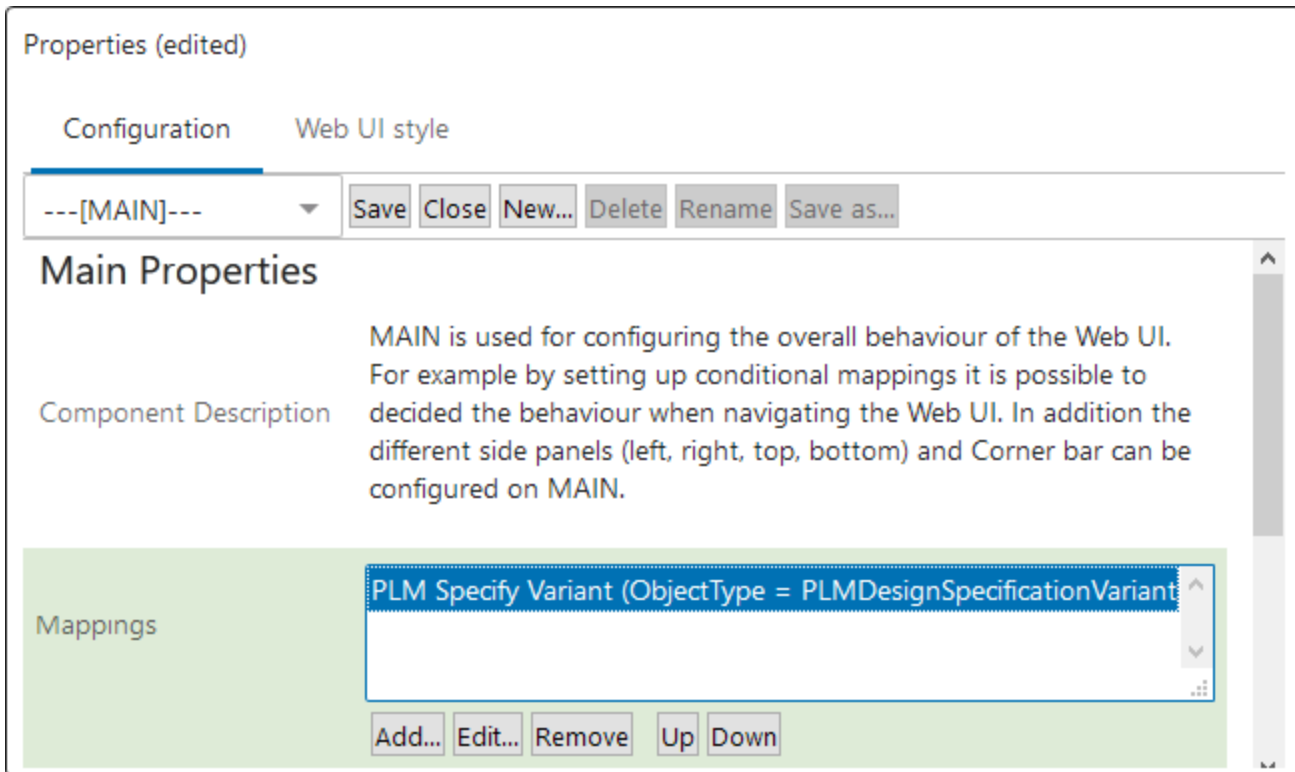 Properties (edited)
Configuration Web UI style
---[MAIN]--- Save Close New... Delete Rename Save as...
Main Properties
MAIN is used for configuring the overall behaviour of the Web UI.
For example by setting up conditional mappings it is possible to
Component Description decided the behaviour when navigating the Web UI. In addition the
different side panels (left, right, top, bottom) and Corner bar can be
configured on MAIN.
PLM Specify Variant (ObjectType = PLMDesignSpecificationVariant
Mappings
Add... Edit... Remove Up Down